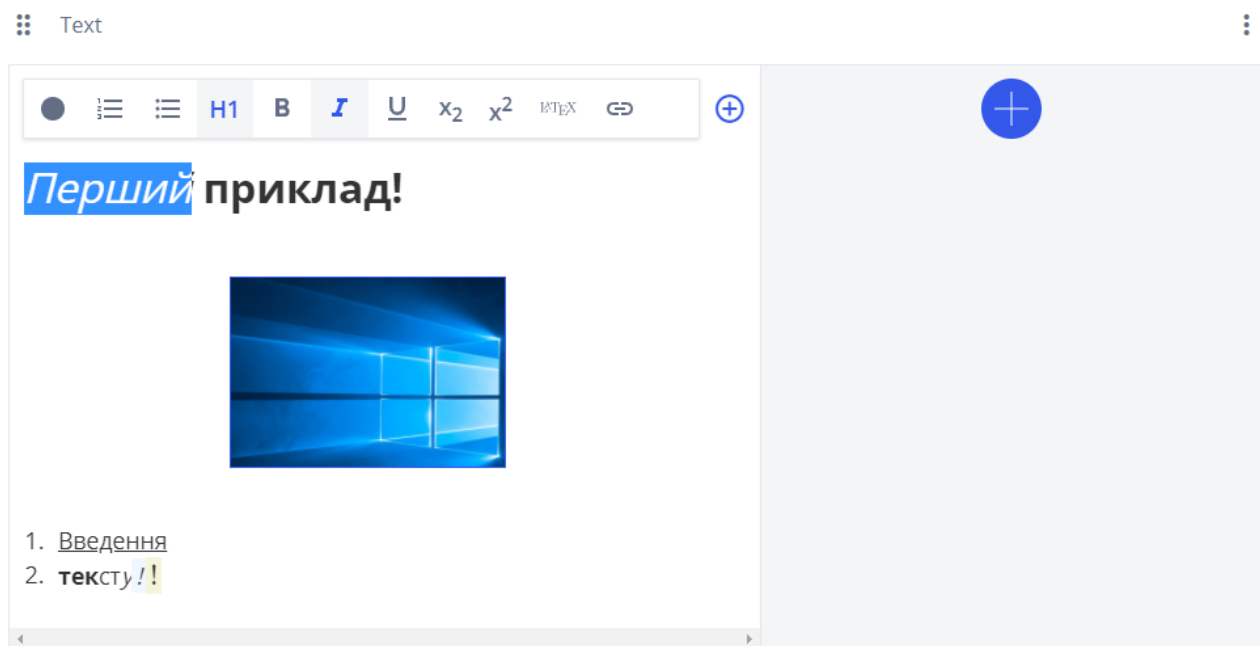 Text
H1 B I U x₂ x² LATEX
Перший приклад!
1. Введення
2. тексту!!